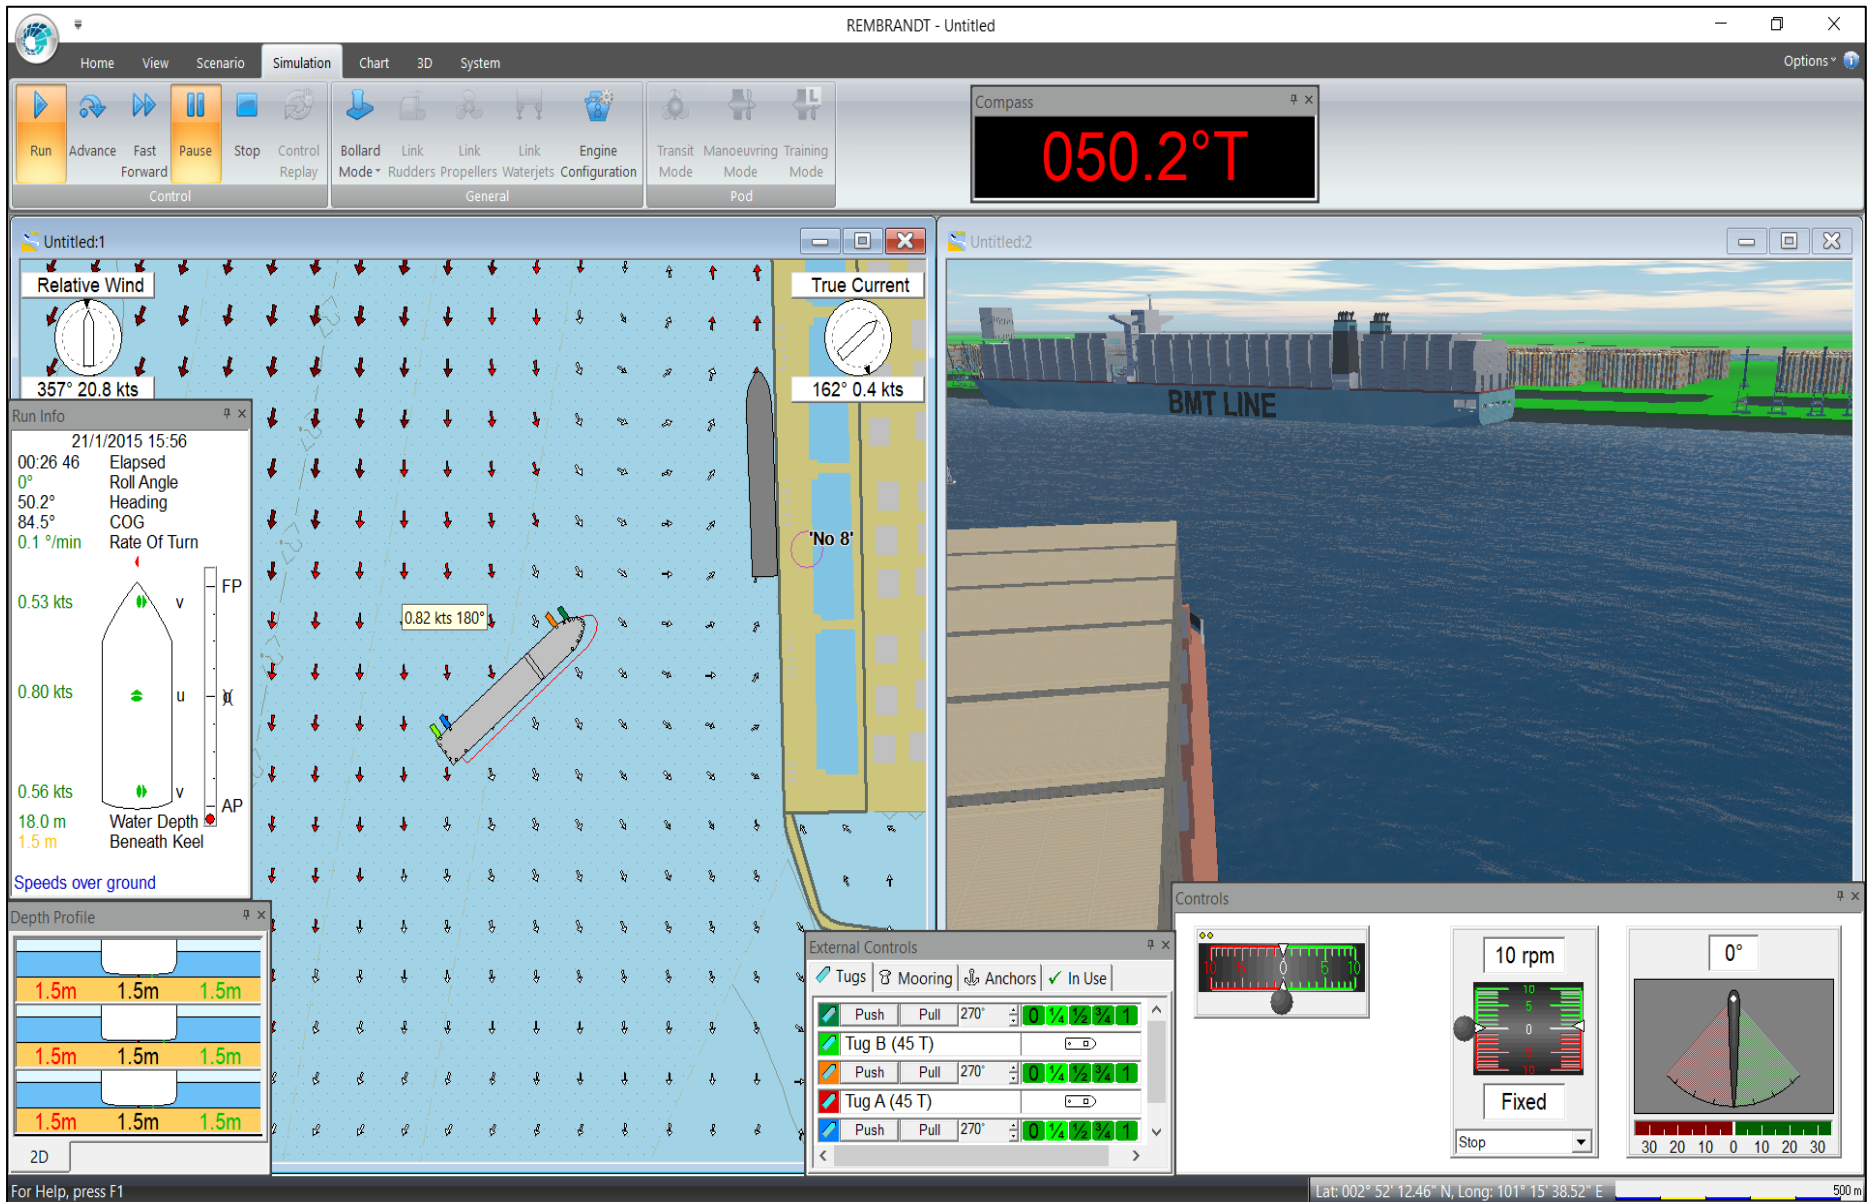 REMBRANDT - Untitled
Home View Scenario Simulation Chart 3D System
Options
Run Advance Fast Forward Pause Stop Control Replay
Control
Bollard Mode Link Rudders Link Propellers Link Waterjets Engine Configuration
General
Transit Mode Manoeuvring Mode Training Mode
Pod
Compass
050.2°T
Untitled:1
Relative Wind
357° 20.8 kts
True Current
162° 0.4 kts
'No 8'
0.82 kts 180°
Run Info
21/1/2015 15:56
00:26 46 Elapsed
0° Roll Angle
50.2° Heading
84.5° COG
0.1 °/min Rate Of Turn
FP
0.53 kts v
0.80 kts u
0.56 kts v
AP
18.0 m Water Depth
1.5 m Beneath Keel
Speeds over ground
Depth Profile
1.5m 1.5m 1.5m
1.5m 1.5m 1.5m
1.5m 1.5m 1.5m
2D
Untitled:2
BMT LINE
External Controls
Tugs Mooring Anchors In Use
Push Pull 270° 0 ¼ ½ ¾ 1
Tug B (45 T)
Push Pull 270° 0 ¼ ½ ¾ 1
Tug A (45 T)
Push Pull 270° 0 ¼ ½ ¾ 1
Controls
10 5 0 5 10
10 rpm
10
5
0
5
10
Fixed
Stop
0°
30 20 10 0 10 20 30
For Help, press F1
Lat: 002° 52' 12.46" N, Long: 101° 15' 38.52" E
500 m